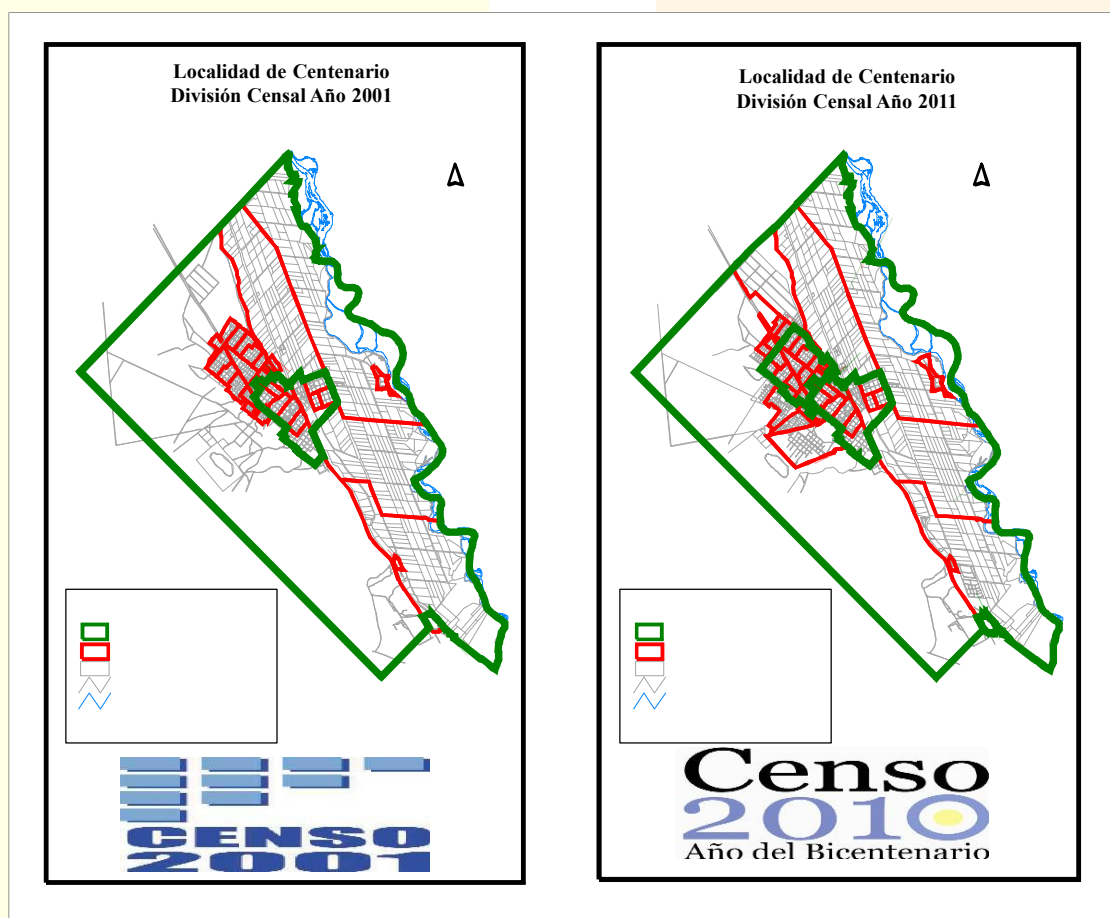 Localidad de Centenario
División Censal Año 2001
CENSO
2001
Localidad de Centenario
División Censal Año 2011
Censo
2010
Año del Bicentenario